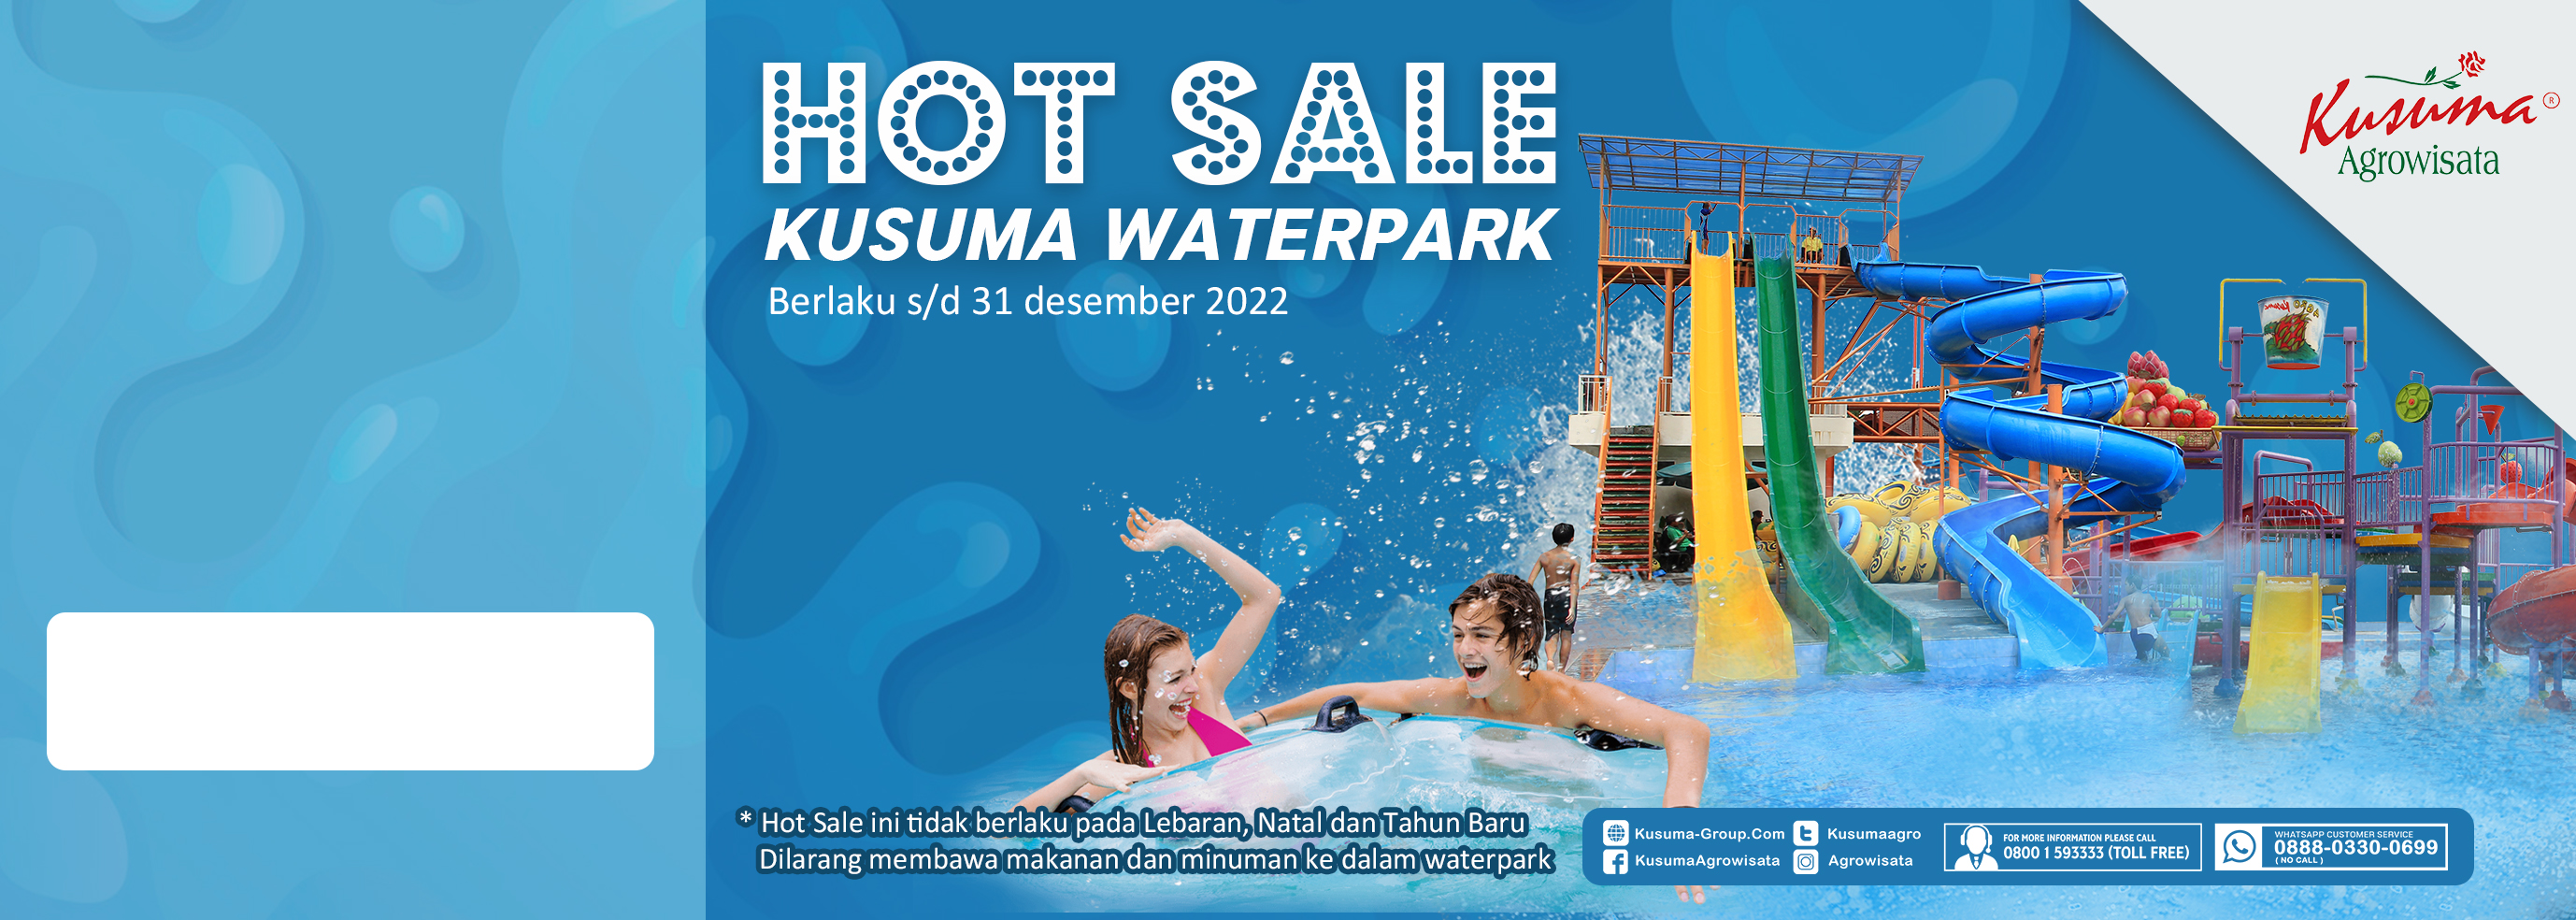 HOT SALE
KUSUMA WATERPARK
Berlaku s/d 31 desember 2022
Kusuma ®
Agrowisata
* Hot Sale ini tidak berlaku pada Lebaran, Natal dan Tahun Baru
Dilarang membawa makanan dan minuman ke dalam waterpark
Kusuma-Group.Com
Kusumaagro
KusumaAgrowisata
Agrowisata
FOR MORE INFORMATION PLEASE CALL
0800 1 593333 (TOLL FREE)
WHATSAPP CUSTOMER SERVICE
0888-0330-0699
( NO CALL )